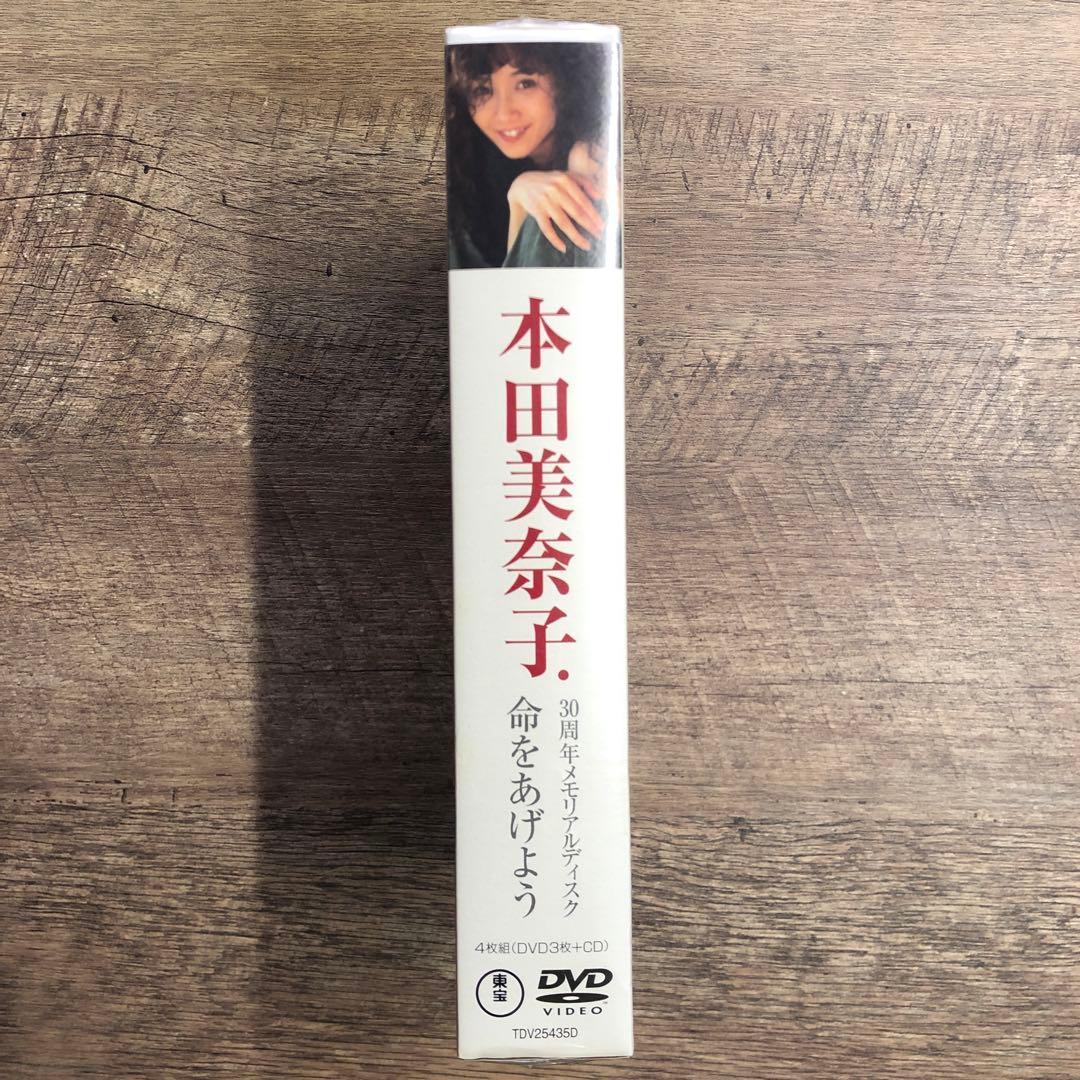 本田美奈子.
30周年メモリアルディスク
命をあげよう
4枚組(DVD3枚+CD)
東宝
DVD
VIDEO
TDV25435D